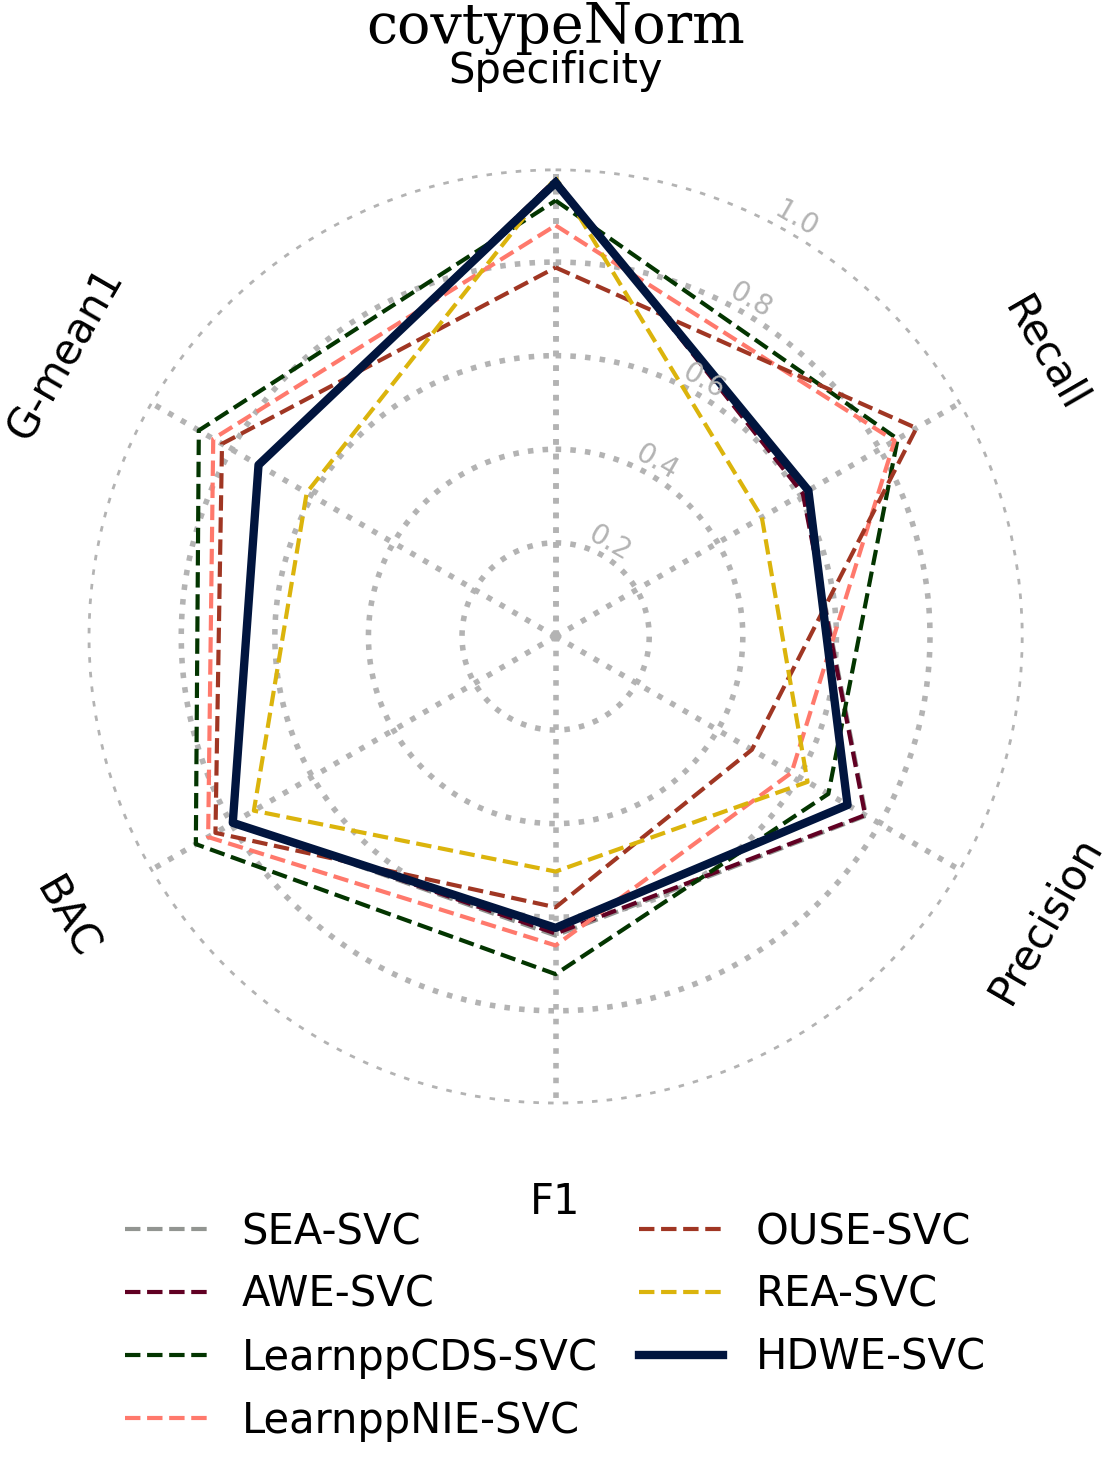 covtypeNorm
Specificity
1.0
Recall
0.8
G-mean1
0.6
0.4
0.2
BAC
Precision
F1
SEA-SVC
AWE-SVC
LearnppCDS-SVC
LearnppNIE-SVC
OUSE-SVC
REA-SVC
HDWE-SVC